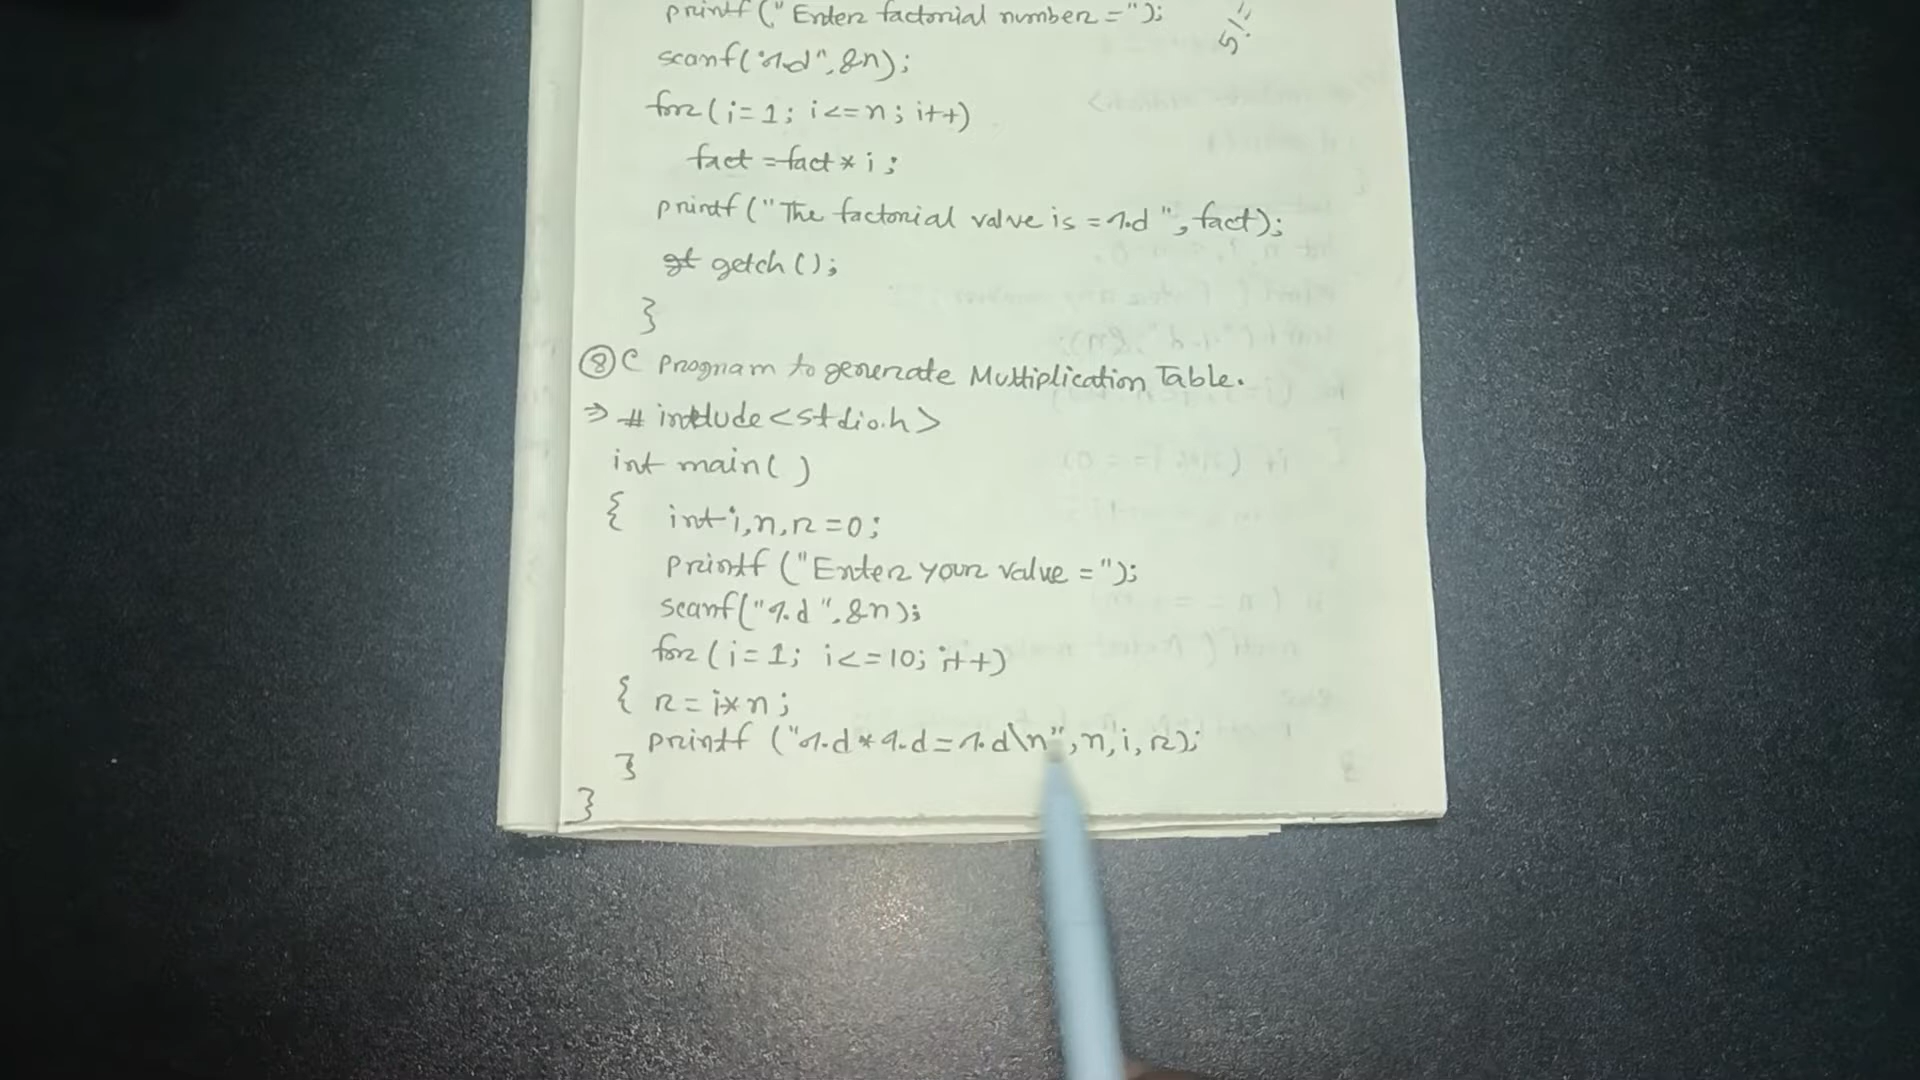 printf ("Enter factorial number =");
5!=
scanf("%d", &n);
for (i=1; i<=n; i++)
fact = fact * i;
printf ("The factorial value is = %d", fact);
getch ();
}
⑧ C Program to generate Multiplication Table.
⇒ # include <stdio.h>
int main( )
{ int i, n, r = 0;
printf ("Enter your value =");
scanf("%d", &n);
for (i = 1; i <= 10; i++)
{ r = i*n;
printf ("%d * %d = %d\n", n, i, r);
}
}